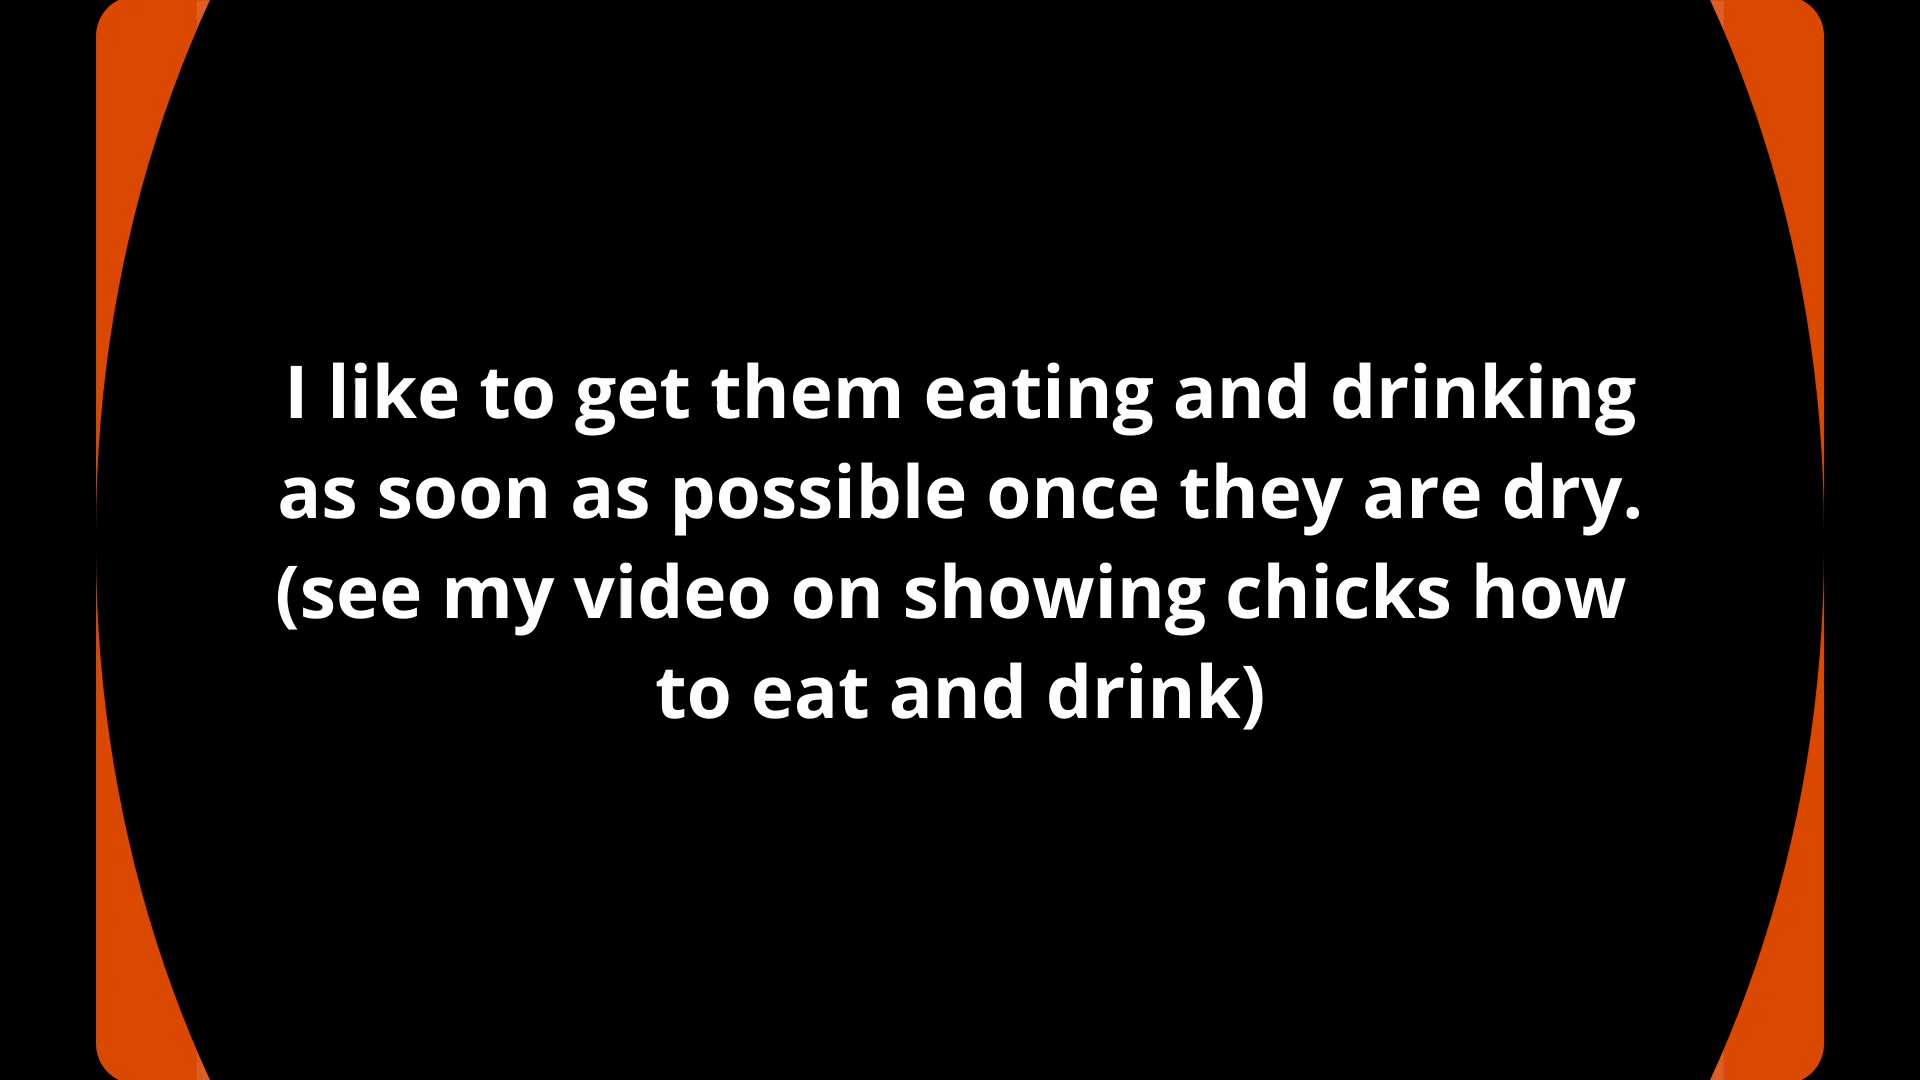 I like to get them eating and drinking
as soon as possible once they are dry.
(see my video on showing chicks how
to eat and drink)